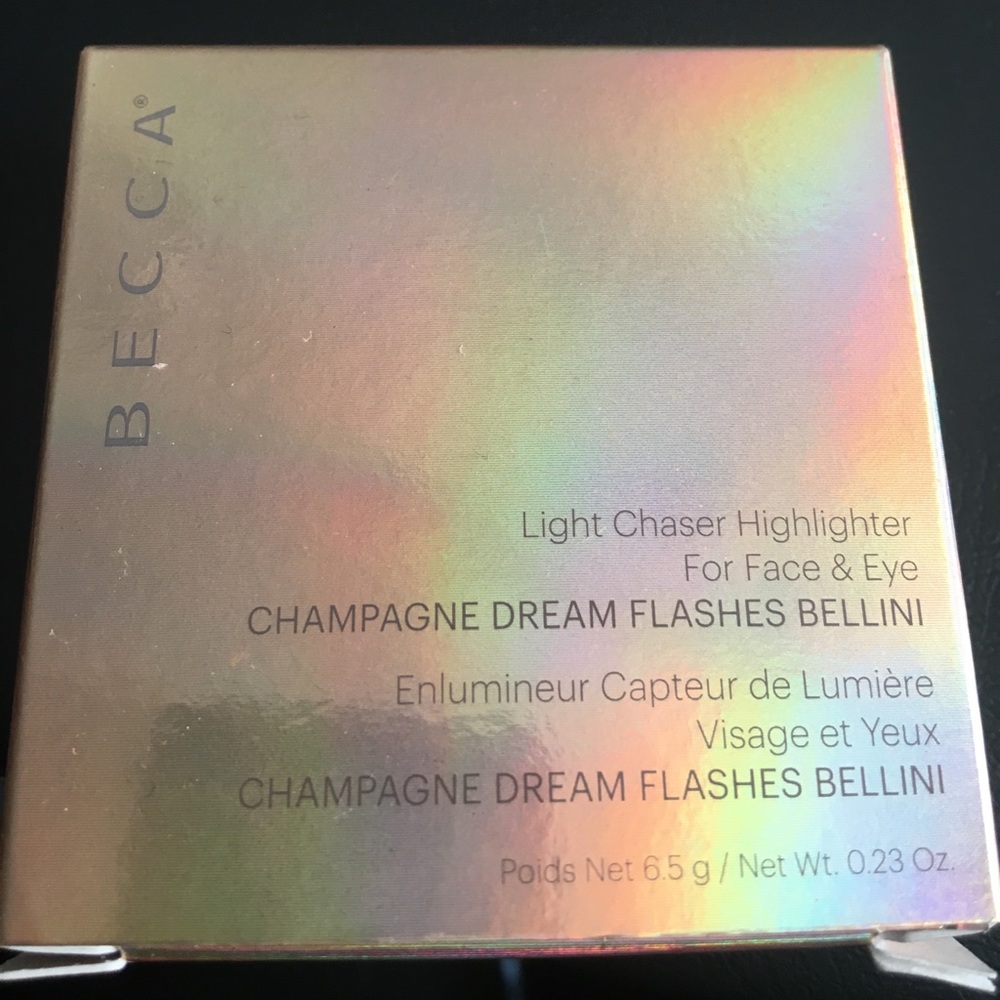 BECCA®
Light Chaser Highlighter
For Face & Eye
CHAMPAGNE DREAM FLASHES BELLINI
Enlumineur Capteur de Lumière
Visage et Yeux
CHAMPAGNE DREAM FLASHES BELLINI
Poids Net 6.5 g / Net Wt. 0.23 Oz.